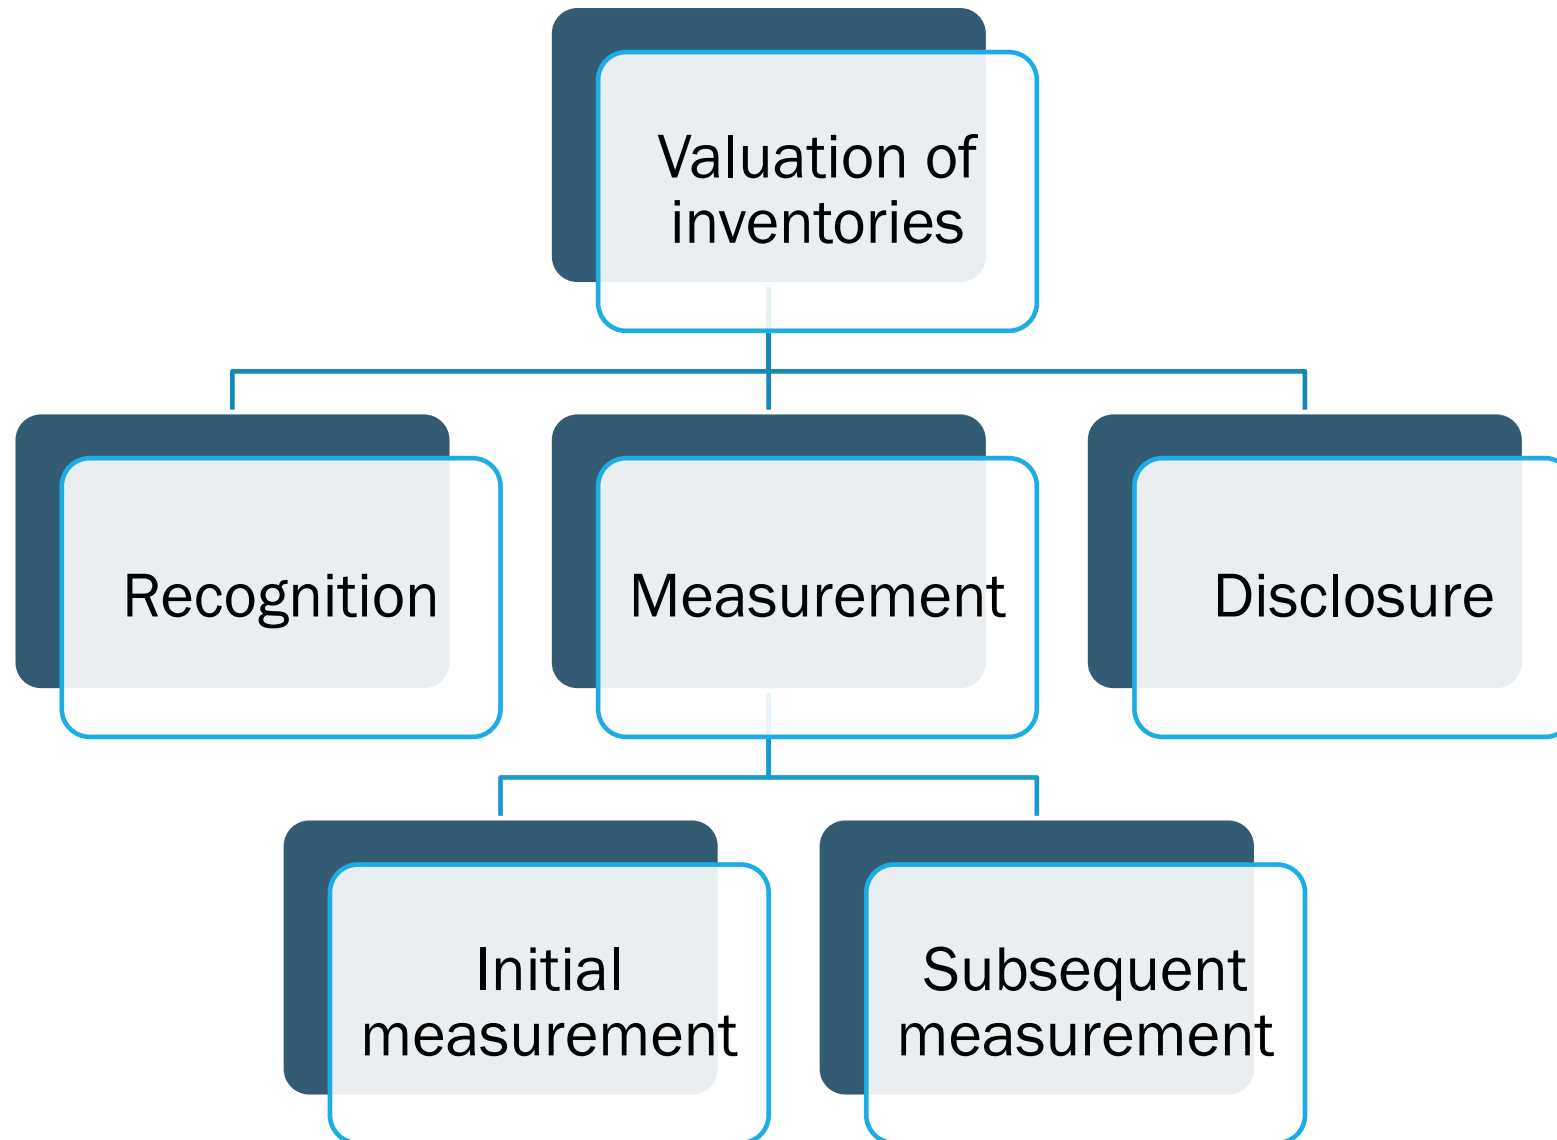 Valuation of
inventories
Recognition
Measurement
Disclosure
Initial
measurement
Subsequent
measurement